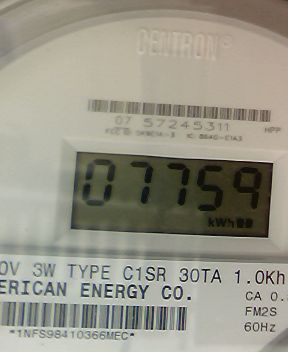 CENTRON®
07 57245311 HPP
07759
kWh
0V 3W TYPE C1SR 30TA 1.0Kh
ERICAN ENERGY CO.
CA 0.
FM2S
*1NFS98410366MEC*
60Hz